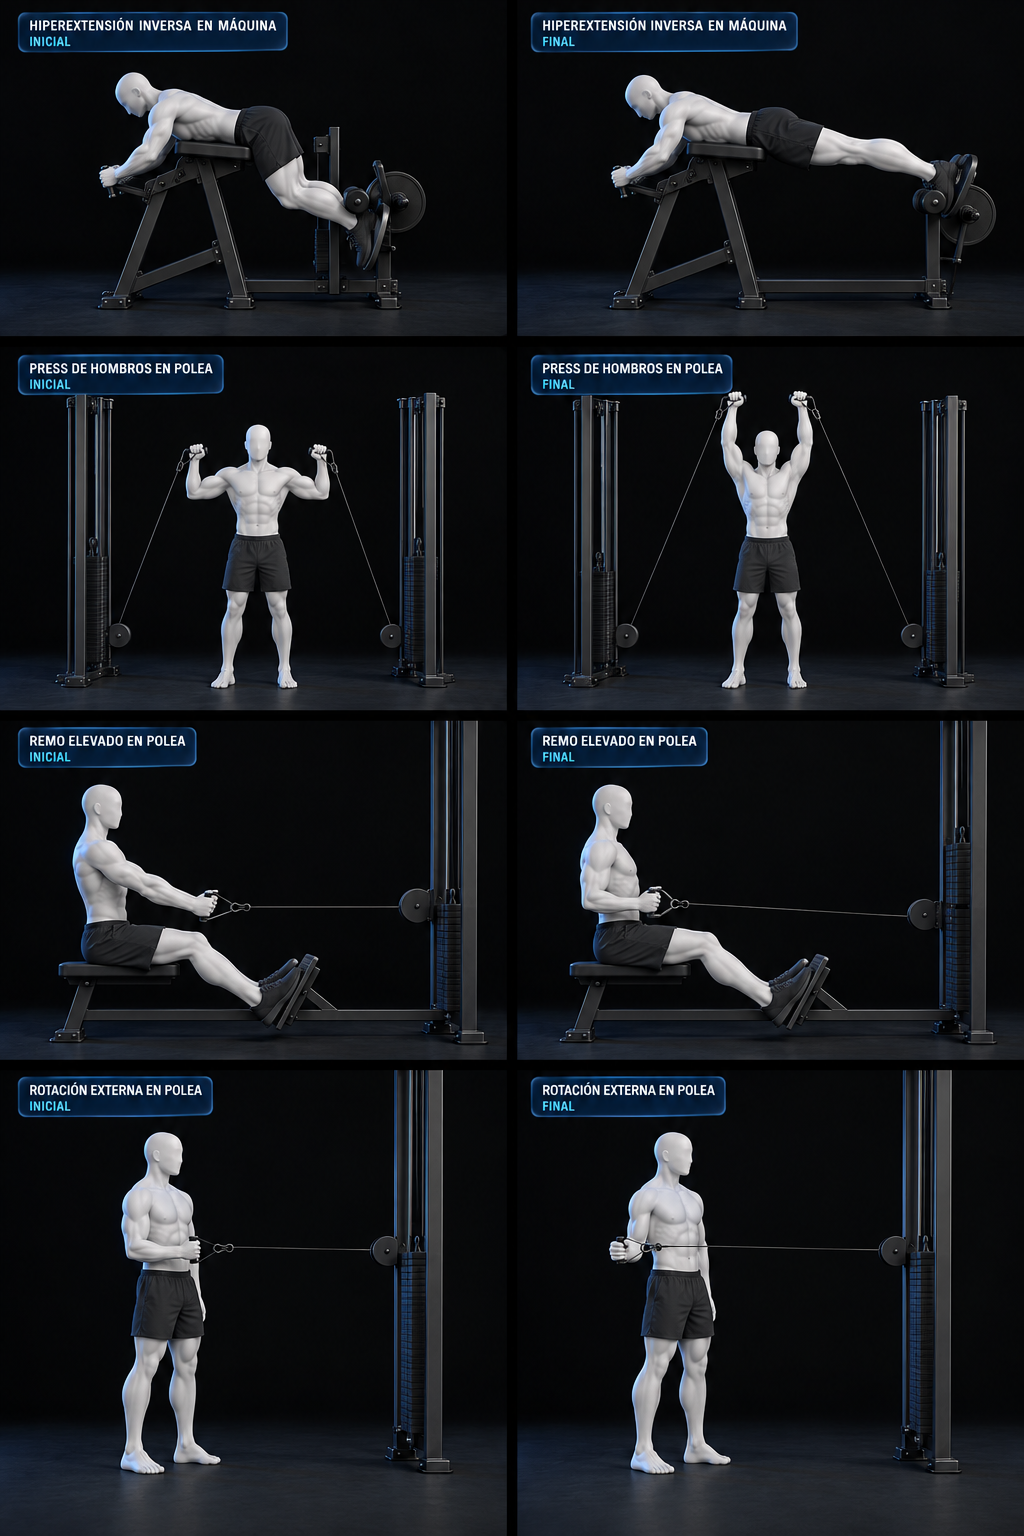 HIPEREXTENSIÓN INVERSA EN MÁQUINA
INICIAL
HIPEREXTENSIÓN INVERSA EN MÁQUINA
FINAL
PRESS DE HOMBROS EN POLEA
INICIAL
PRESS DE HOMBROS EN POLEA
FINAL
REMO ELEVADO EN POLEA
INICIAL
REMO ELEVADO EN POLEA
FINAL
ROTACIÓN EXTERNA EN POLEA
INICIAL
ROTACIÓN EXTERNA EN POLEA
FINAL